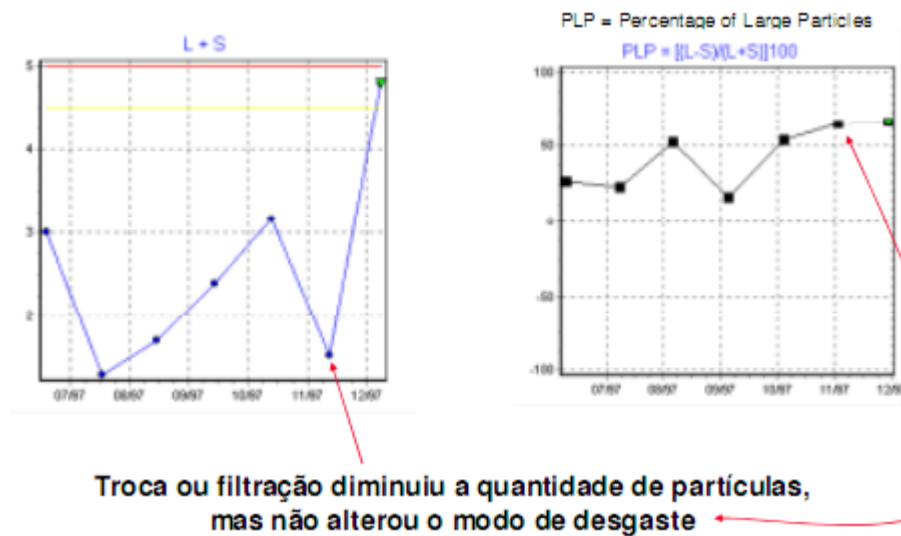 PLP = Percentage of Large Particles
L + S
PLP = [(L-S)/(L+S)]100
5
4
3
2
07/97 08/97 09/97 10/97 11/97 12/97
100
50
0
-50
-100
07/97 08/97 09/97 10/97 11/97 12/9
Troca ou filtração diminuiu a quantidade de partículas,
mas não alterou o modo de desgaste